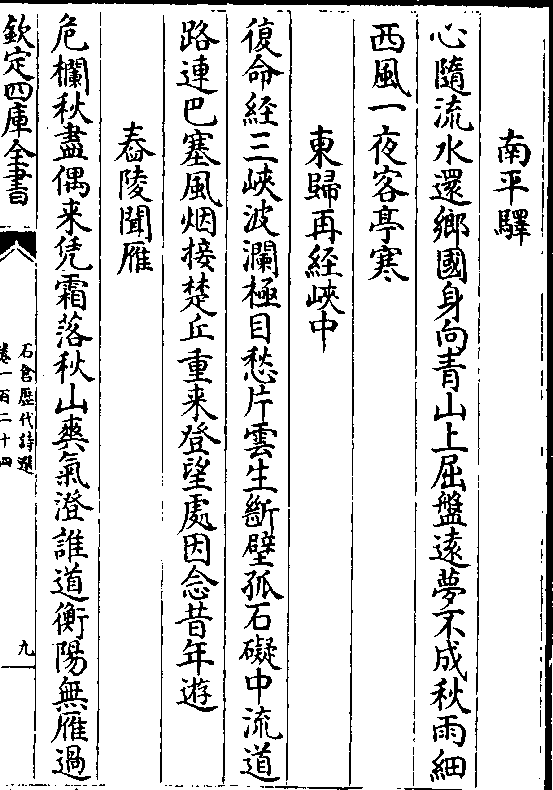 南平驛
心隨流水還鄉國身向青山上屈盤遠夢不成秋雨細
西風一夜客亭寒
東歸再經峽中
復命經三峽波瀾極目愁片雲生斷壁孤石礙中流道
路連巴塞風烟接楚丘重来登望處因念昔年遊
舂陵聞雁
危欄秋盡偶来凭霜落秋山爽氣澄誰道衡陽無雁過
欽定四庫全書
石倉歷代詩選
卷一百二十四
九